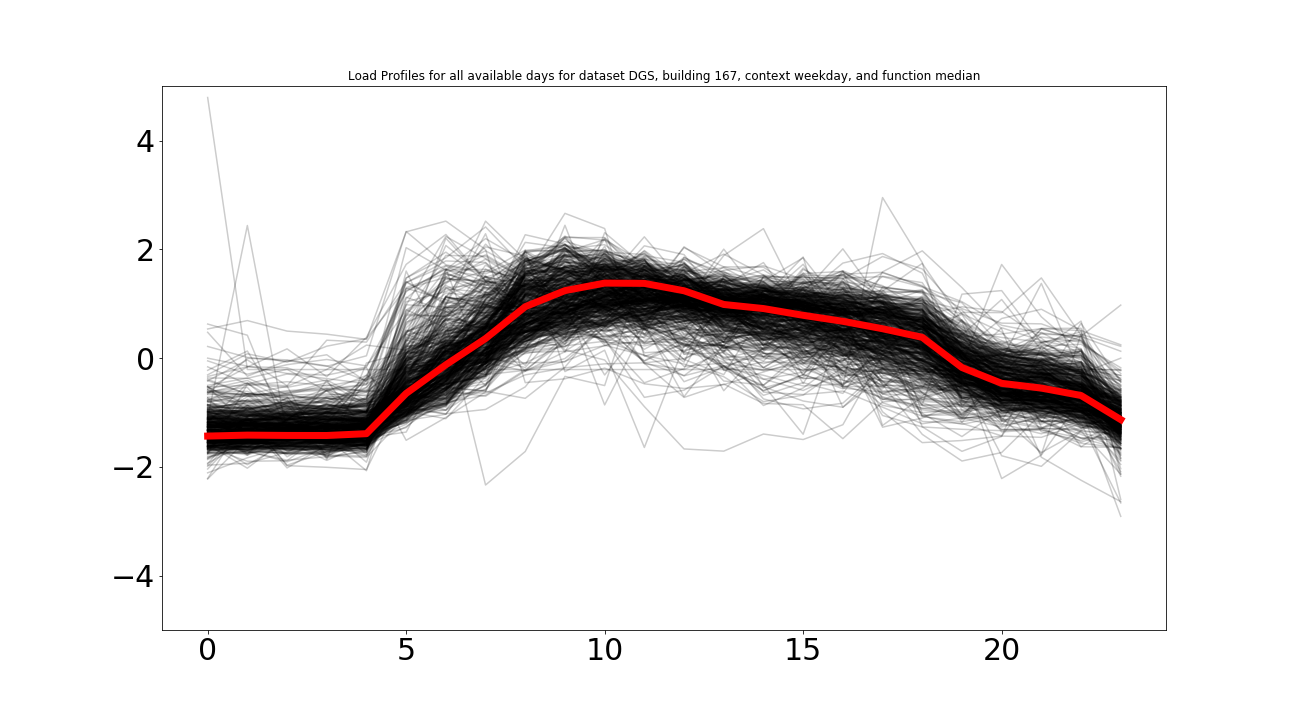 Load Profiles for all available days for dataset DGS, building 167, context weekday, and function median
4
2
0
−2
−4
0 5 10 15 20